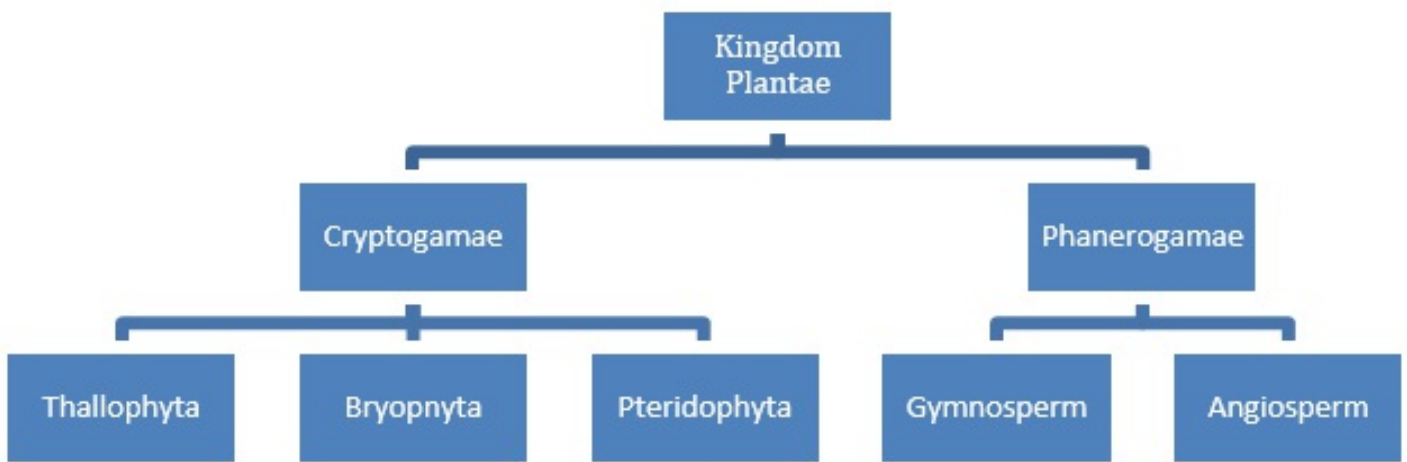 Kingdom
Plantae
Cryptogamae
Phanerogamae
Thallophyta
Bryopnyta
Pteridophyta
Gymnosperm
Angiosperm